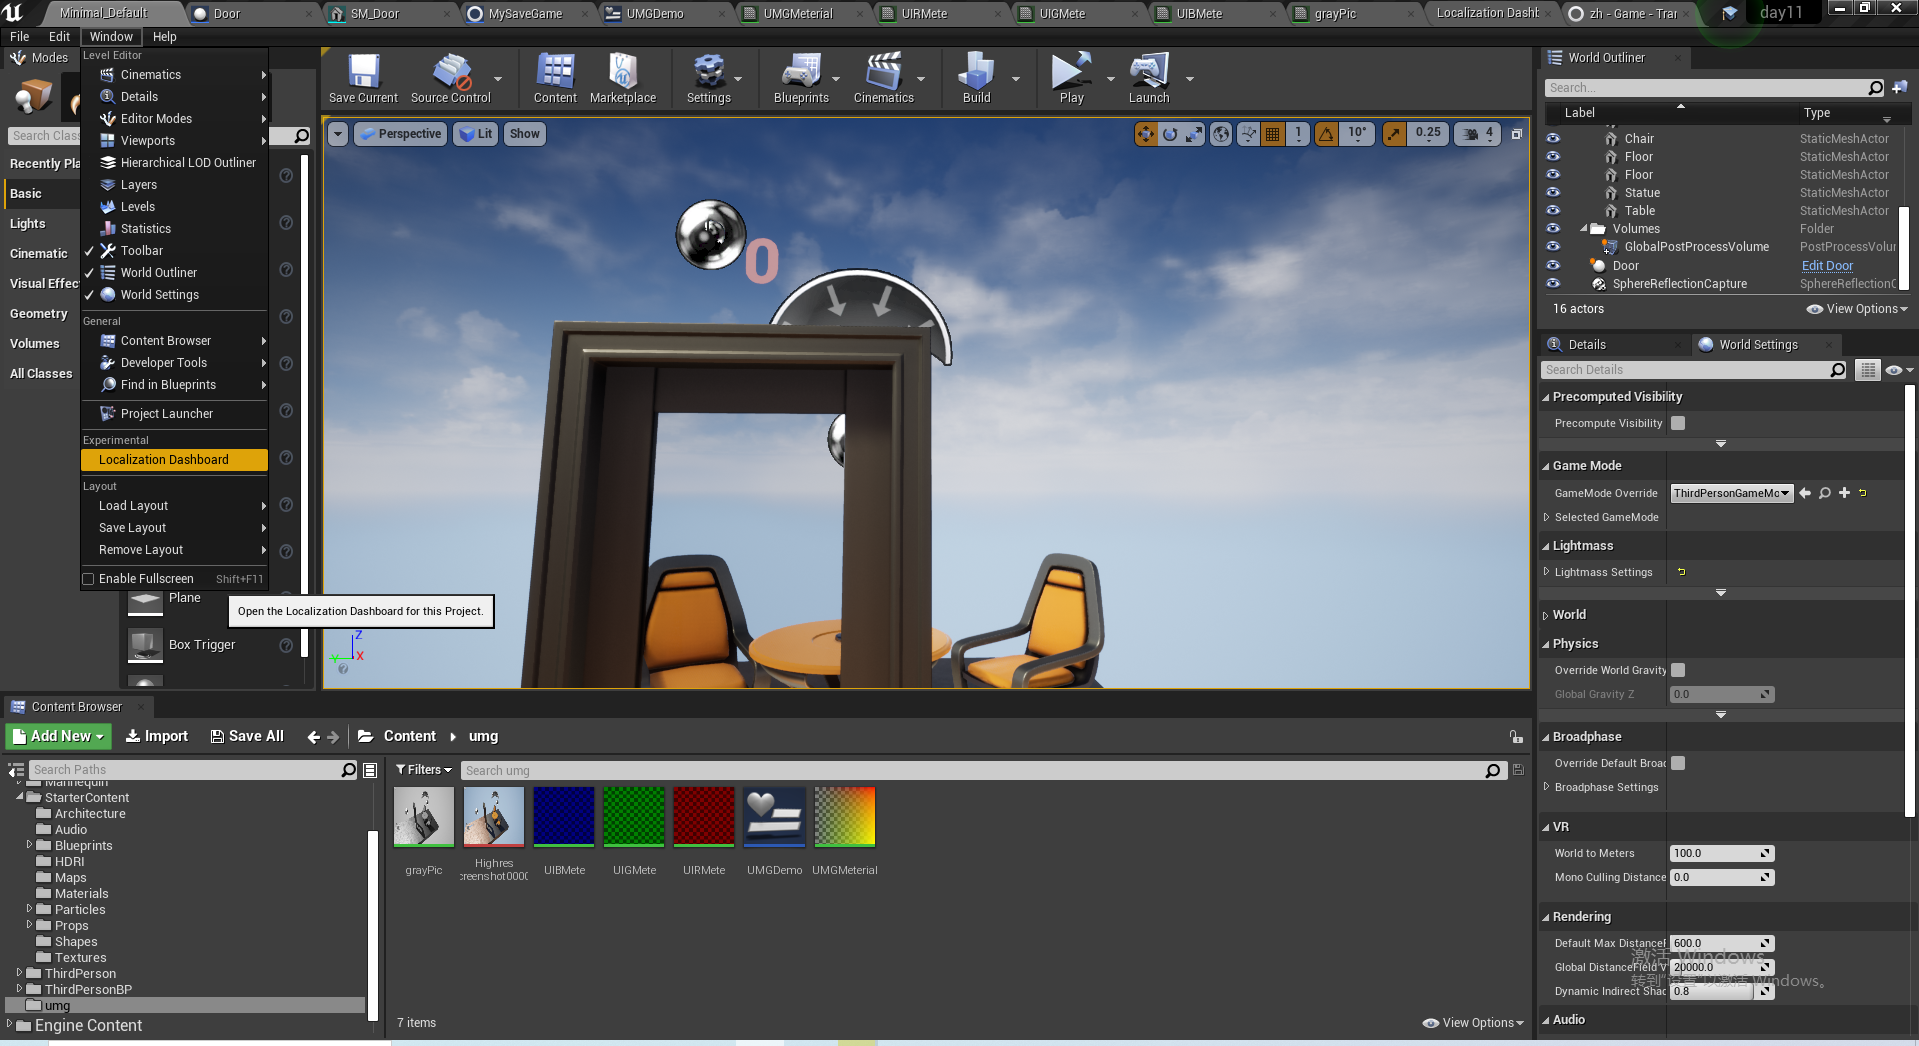 Minimal_Default
Door
SM_Door
MySaveGame
UMGDemo
UMGMeterial
UIRMete
UIGMete
UIBMete
grayPic
Localization Dashb
zh - Game - Trar
day11
File Edit Window Help
Modes
Search Clas
Recently Pla
Basic
Lights
Cinematic
Visual Effec
Geometry
Volumes
All Classes
Level Editor
Cinematics
Details
Editor Modes
Viewports
Hierarchical LOD Outliner
Layers
Levels
Statistics
Toolbar
World Outliner
World Settings
General
Content Browser
Developer Tools
Find in Blueprints
Project Launcher
Experimental
Localization Dashboard
Layout
Load Layout
Save Layout
Remove Layout
Enable Fullscreen Shift+F11
Open the Localization Dashboard for this Project.
Plane
Box Trigger
Save Current
Source Control
Content
Marketplace
Settings
Blueprints
Cinematics
Build
Play
Launch
Perspective
Lit
Show
1
10°
0.25
4
0
Z
Y
X
World Outliner
Search...
Label Type
Chair StaticMeshActor
Floor StaticMeshActor
Floor StaticMeshActor
Statue StaticMeshActor
Table StaticMeshActor
Volumes Folder
GlobalPostProcessVolume PostProcessVolur
Door Edit Door
SphereReflectionCapture SphereReflectionC
16 actors
View Options
Details
World Settings
Search Details
Precomputed Visibility
Precompute Visibility
Game Mode
GameMode Override ThirdPersonGameMc
Selected GameMode
Lightmass
Lightmass Settings
World
Physics
Override World Gravity
Global Gravity Z 0.0
Broadphase
Override Default Broad
Broadphase Settings
VR
World to Meters 100.0
Mono Culling Distance 0.0
Rendering
Default Max DistanceF 600.0
Global DistanceField V 20000.0
Dynamic Indirect Shac 0.8
Audio
激活 Windows
转到"设置"以激活 Windows。
Content Browser
Add New
Import
Save All
Content
umg
Search Paths
Filters
Search umg
Mannequin
StarterContent
Architecture
Audio
Blueprints
HDRI
Maps
Materials
Particles
Props
Shapes
Textures
ThirdPerson
ThirdPersonBP
umg
Engine Content
grayPic
Highres
creenshot0000
UIBMete
UIGMete
UIRMete
UMGDemo
UMGMeterial
7 items
View Options